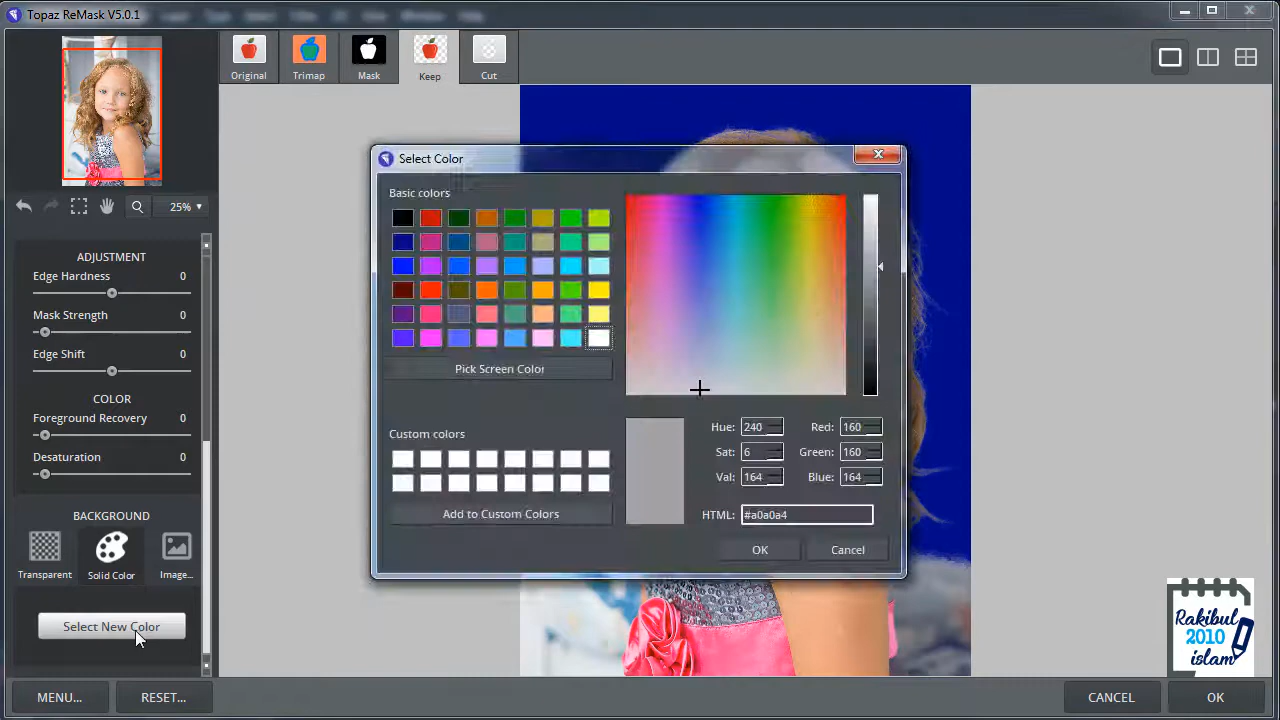 Topaz ReMask V5.0.1
Original
Trimap
Mask
Keep
Cut
25%
ADJUSTMENT
Edge Hardness 0
Mask Strength 0
Edge Shift 0
COLOR
Foreground Recovery 0
Desaturation 0
BACKGROUND
Transparent
Solid Color
Image...
Select New Color
MENU...
RESET...
Select Color
Basic colors
Pick Screen Color
Custom colors
Add to Custom Colors
Hue: 240
Red: 160
Sat: 6
Green: 160
Val: 164
Blue: 164
HTML: #a0a0a4
OK
Cancel
Rakibul
2010
islam
CANCEL
OK